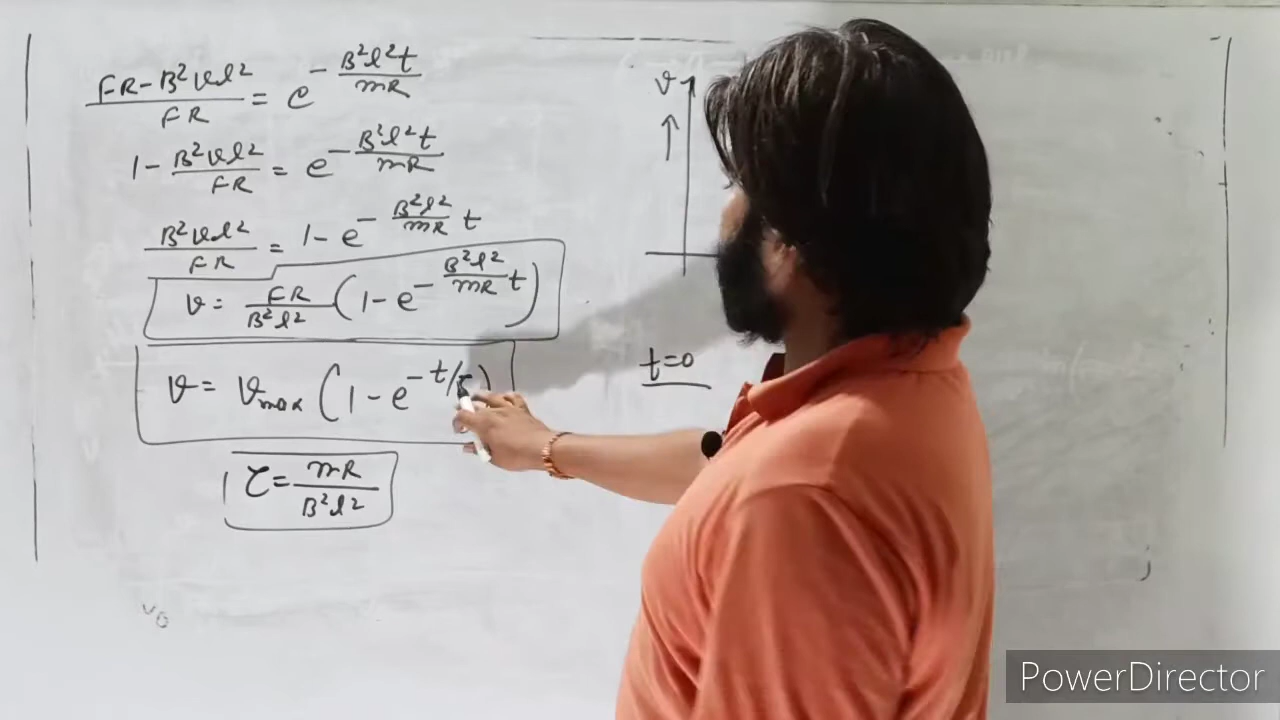 FR-B²vl²/FR = e^-B²l²t/mR
1 - B²vl²/FR = e^-B²l²t/mR
B²vl²/FR = 1 - e^-B²l²/mR t
v = FR/B²l² (1 - e^-B²l²/mR t)
v = vmax (1 - e^-t/τ)
τ = mR/B²l²
v
t=0
PowerDirector